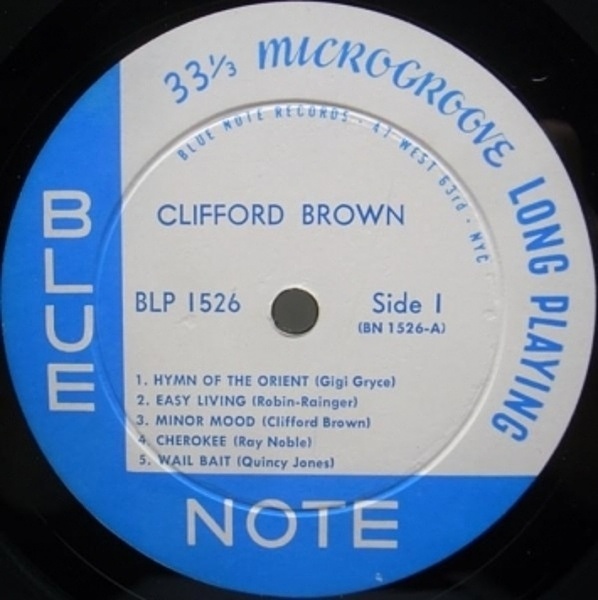 33⅓ MICROGROOVE LONG PLAYING
BLUE NOTE RECORDS · 47 WEST 63rd · NYC
CLIFFORD BROWN
BLP 1526
Side 1
(BN 1526-A)
1. HYMN OF THE ORIENT (Gigi Gryce)
2. EASY LIVING (Robin-Rainger)
3. MINOR MOOD (Clifford Brown)
4. CHEROKEE (Ray Noble)
5. WAIL BAIT (Quincy Jones)
BLUE
NOTE